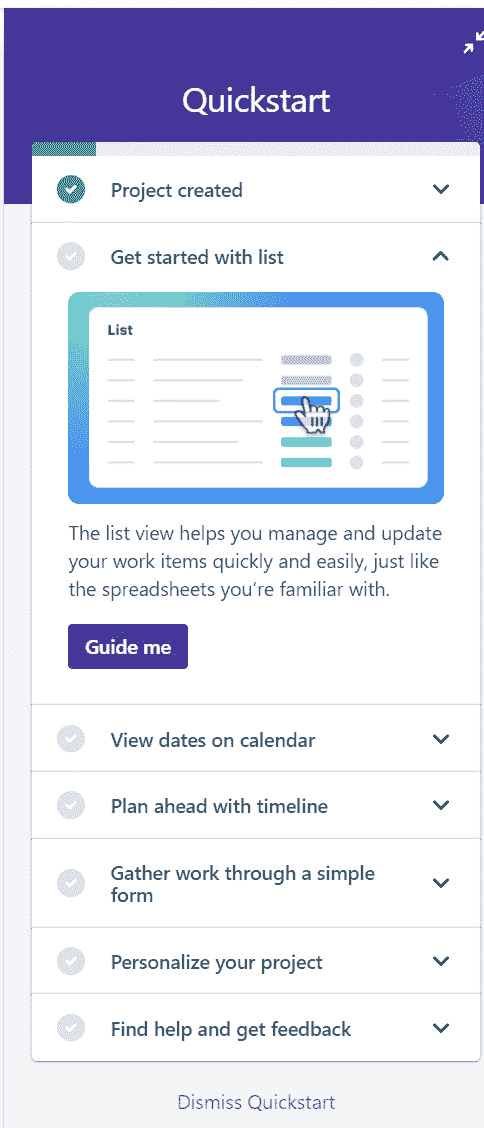 Quickstart
Project created
Get started with list
List
The list view helps you manage and update
your work items quickly and easily, just like
the spreadsheets you’re familiar with.
Guide me
View dates on calendar
Plan ahead with timeline
Gather work through a simple
form
Personalize your project
Find help and get feedback
Dismiss Quickstart